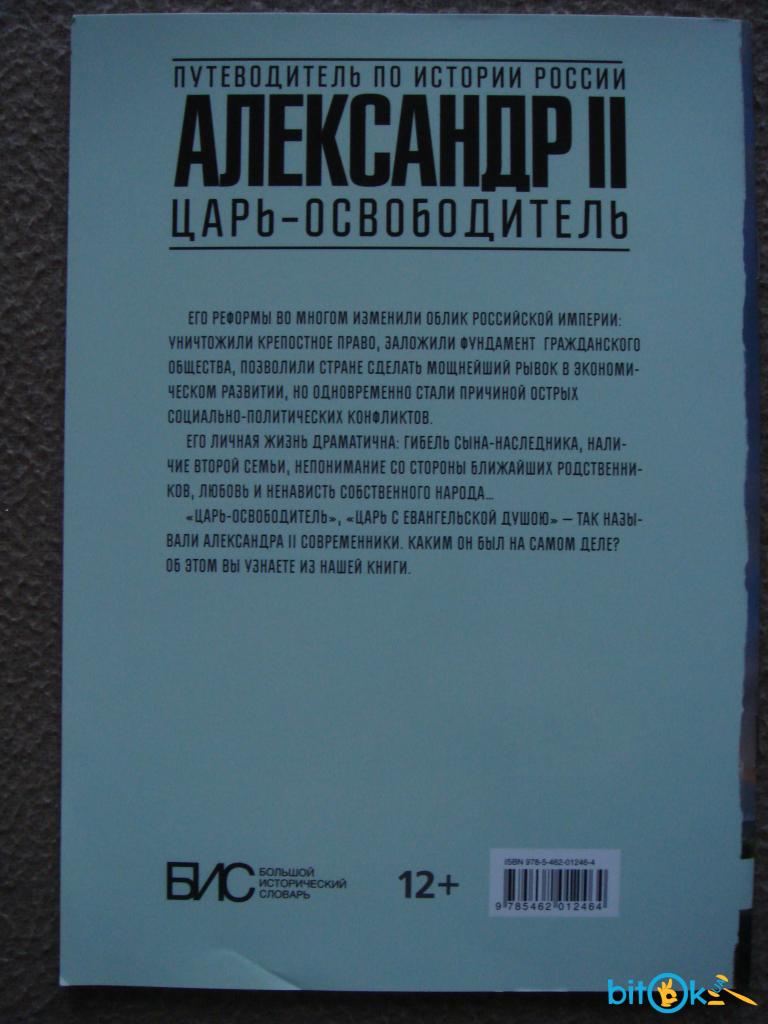 ПУТЕВОДИТЕЛЬ ПО ИСТОРИИ РОССИИ
АЛЕКСАНДР II
ЦАРЬ-ОСВОБОДИТЕЛЬ
ЕГО РЕФОРМЫ ВО МНОГОМ ИЗМЕНИЛИ ОБЛИК РОССИЙСКОЙ ИМПЕРИИ:
УНИЧТОЖИЛИ КРЕПОСТНОЕ ПРАВО, ЗАЛОЖИЛИ ФУНДАМЕНТ ГРАЖДАНСКОГО
ОБЩЕСТВА, ПОЗВОЛИЛИ СТРАНЕ СДЕЛАТЬ МОЩНЕЙШИЙ РЫВОК В ЭКОНОМИ-
ЧЕСКОМ РАЗВИТИИ, НО ОДНОВРЕМЕННО СТАЛИ ПРИЧИНОЙ ОСТРЫХ
СОЦИАЛЬНО-ПОЛИТИЧЕСКИХ КОНФЛИКТОВ.
ЕГО ЛИЧНАЯ ЖИЗНЬ ДРАМАТИЧНА: ГИБЕЛЬ СЫНА-НАСЛЕДНИКА, НАЛИ-
ЧИЕ ВТОРОЙ СЕМЬИ, НЕПОНИМАНИЕ СО СТОРОНЫ БЛИЖАЙШИХ РОДСТВЕННИ-
КОВ, ЛЮБОВЬ И НЕНАВИСТЬ СОБСТВЕННОГО НАРОДА...
«ЦАРЬ-ОСВОБОДИТЕЛЬ», «ЦАРЬ С ЕВАНГЕЛЬСКОЙ ДУШОЮ» – ТАК НАЗЫ-
ВАЛИ АЛЕКСАНДРА II СОВРЕМЕННИКИ. КАКИМ ОН БЫЛ НА САМОМ ДЕЛЕ?
ОБ ЭТОМ ВЫ УЗНАЕТЕ ИЗ НАШЕЙ КНИГИ.
БИС
БОЛЬШОЙ
ИСТОРИЧЕСКИЙ
СЛОВАРЬ
12+
ISBN 978-5-462-01246-4
9 785462 012464
bitOk UA